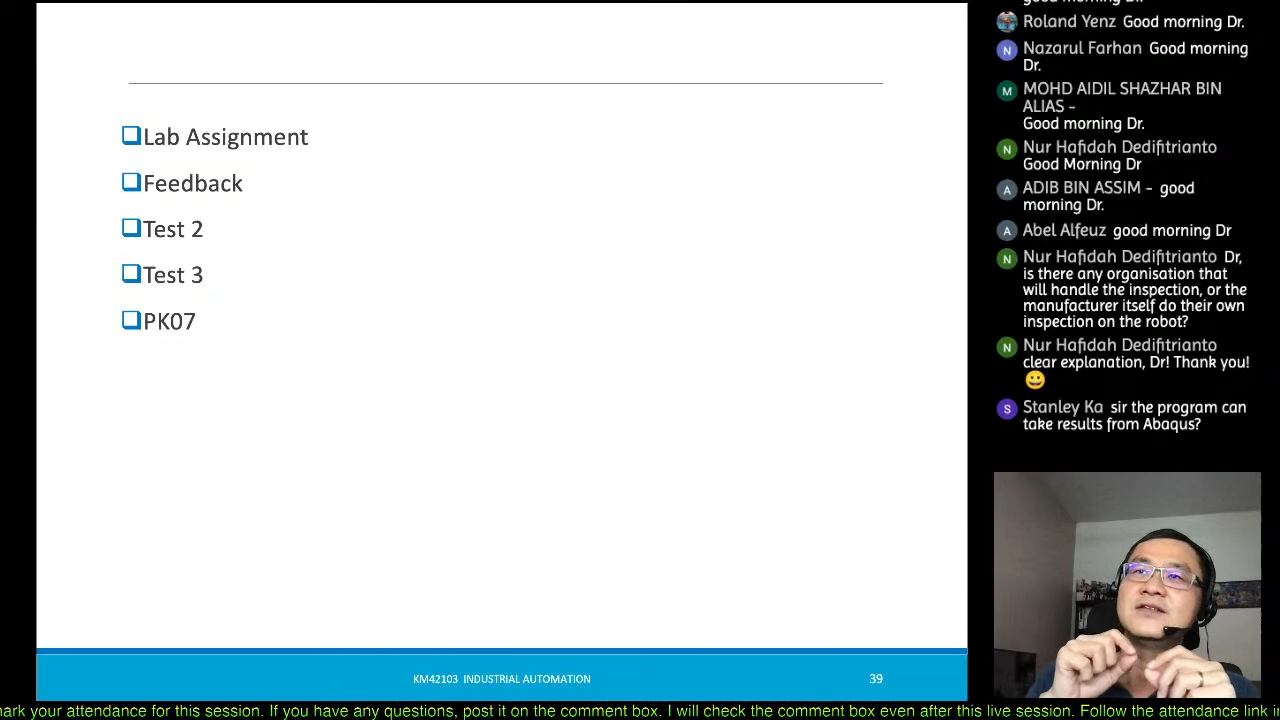 Lab Assignment
Feedback
Test 2
Test 3
PK07
KM42103 INDUSTRIAL AUTOMATION
39
good morning Dr.
Roland Yenz Good morning Dr.
N
Nazarul Farhan Good morning
Dr.
M
MOHD AIDIL SHAZHAR BIN
ALIAS -
Good morning Dr.
N
Nur Hafidah Dedifitrianto
Good Morning Dr
A
ADIB BIN ASSIM - good
morning Dr.
A
Abel Alfeuz good morning Dr
N
Nur Hafidah Dedifitrianto Dr,
is there any organisation that
will handle the inspection, or the
manufacturer itself do their own
inspection on the robot?
N
Nur Hafidah Dedifitrianto
clear explanation, Dr! Thank you!
😀
S
Stanley Ka sir the program can
take results from Abaqus?
mark your attendance for this session. If you have any questions, post it on the comment box. I will check the comment box even after this live session. Follow the attendance link i